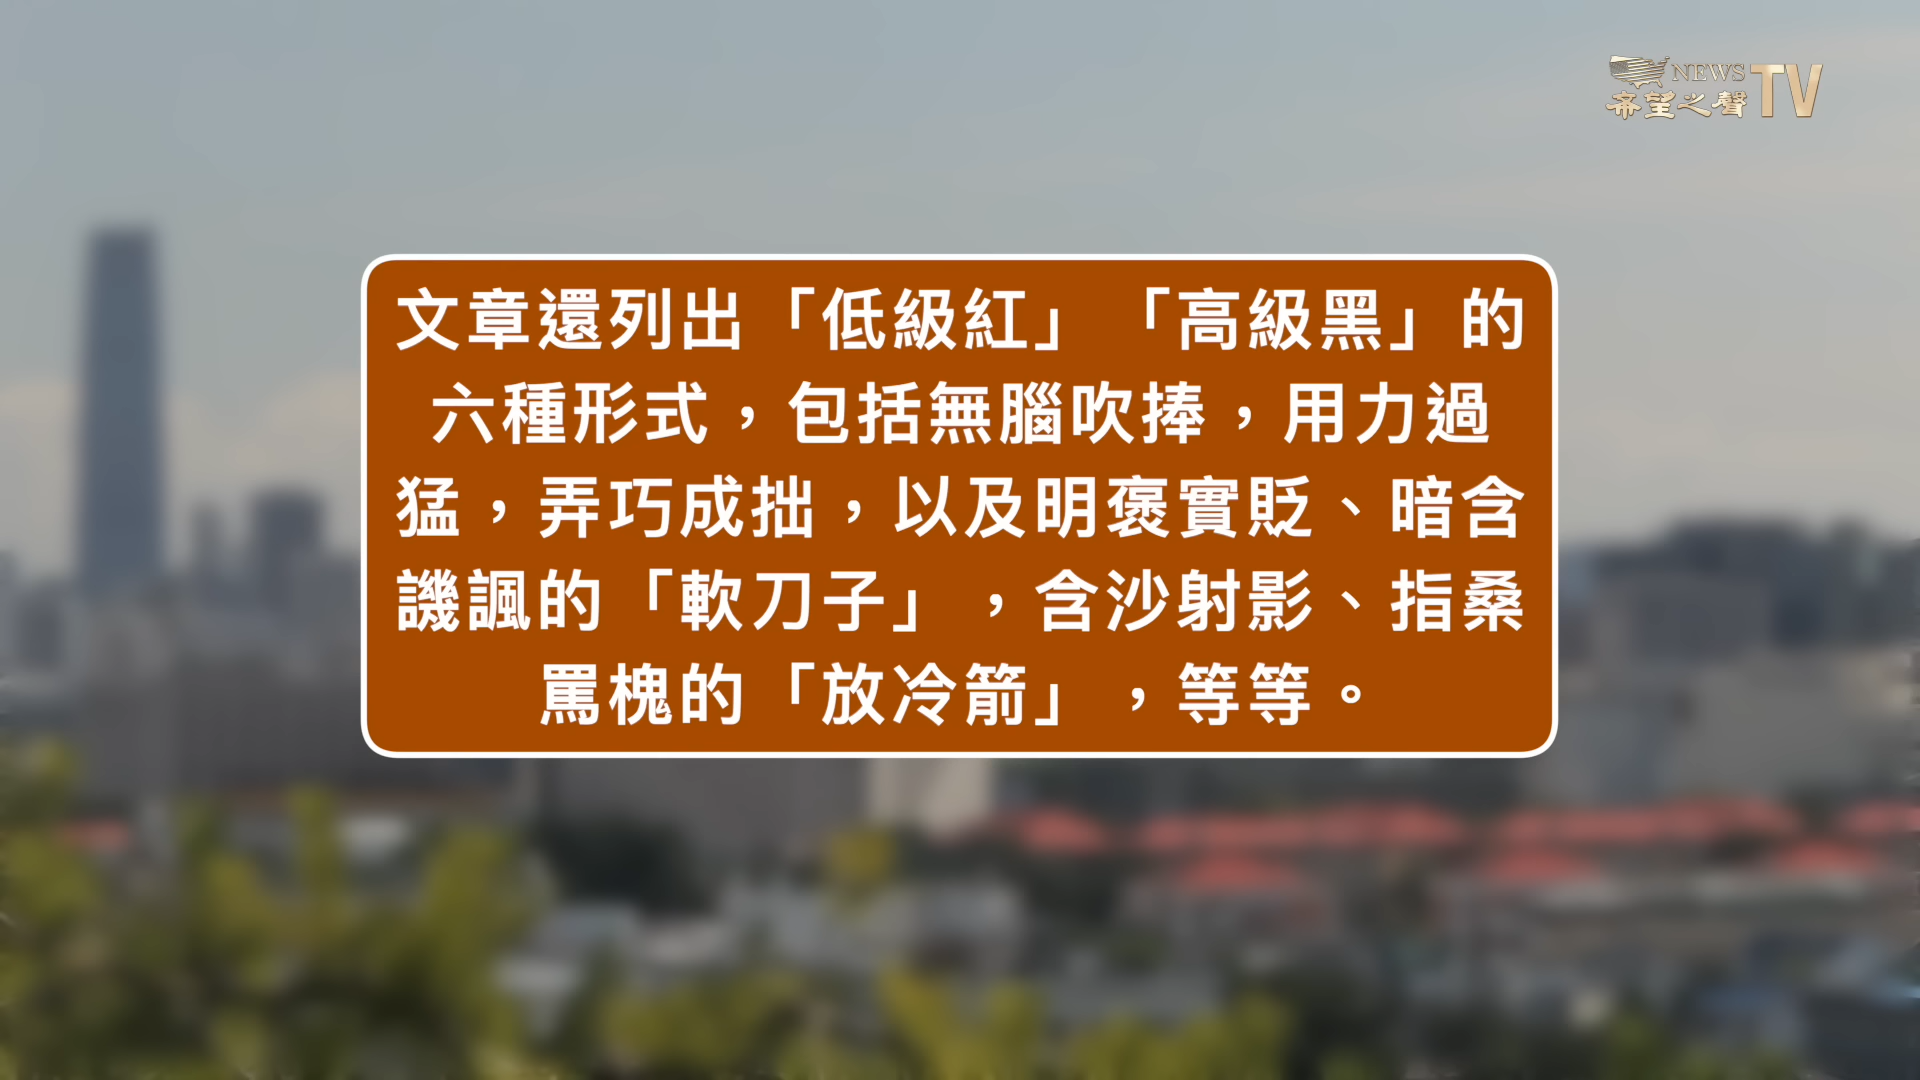 NEWS
希望之聲TV
文章還列出「低級紅」「高級黑」的
六種形式，包括無腦吹捧，用力過
猛，弄巧成拙，以及明褒實貶、暗含
譏諷的「軟刀子」，含沙射影、指桑
罵槐的「放冷箭」，等等。